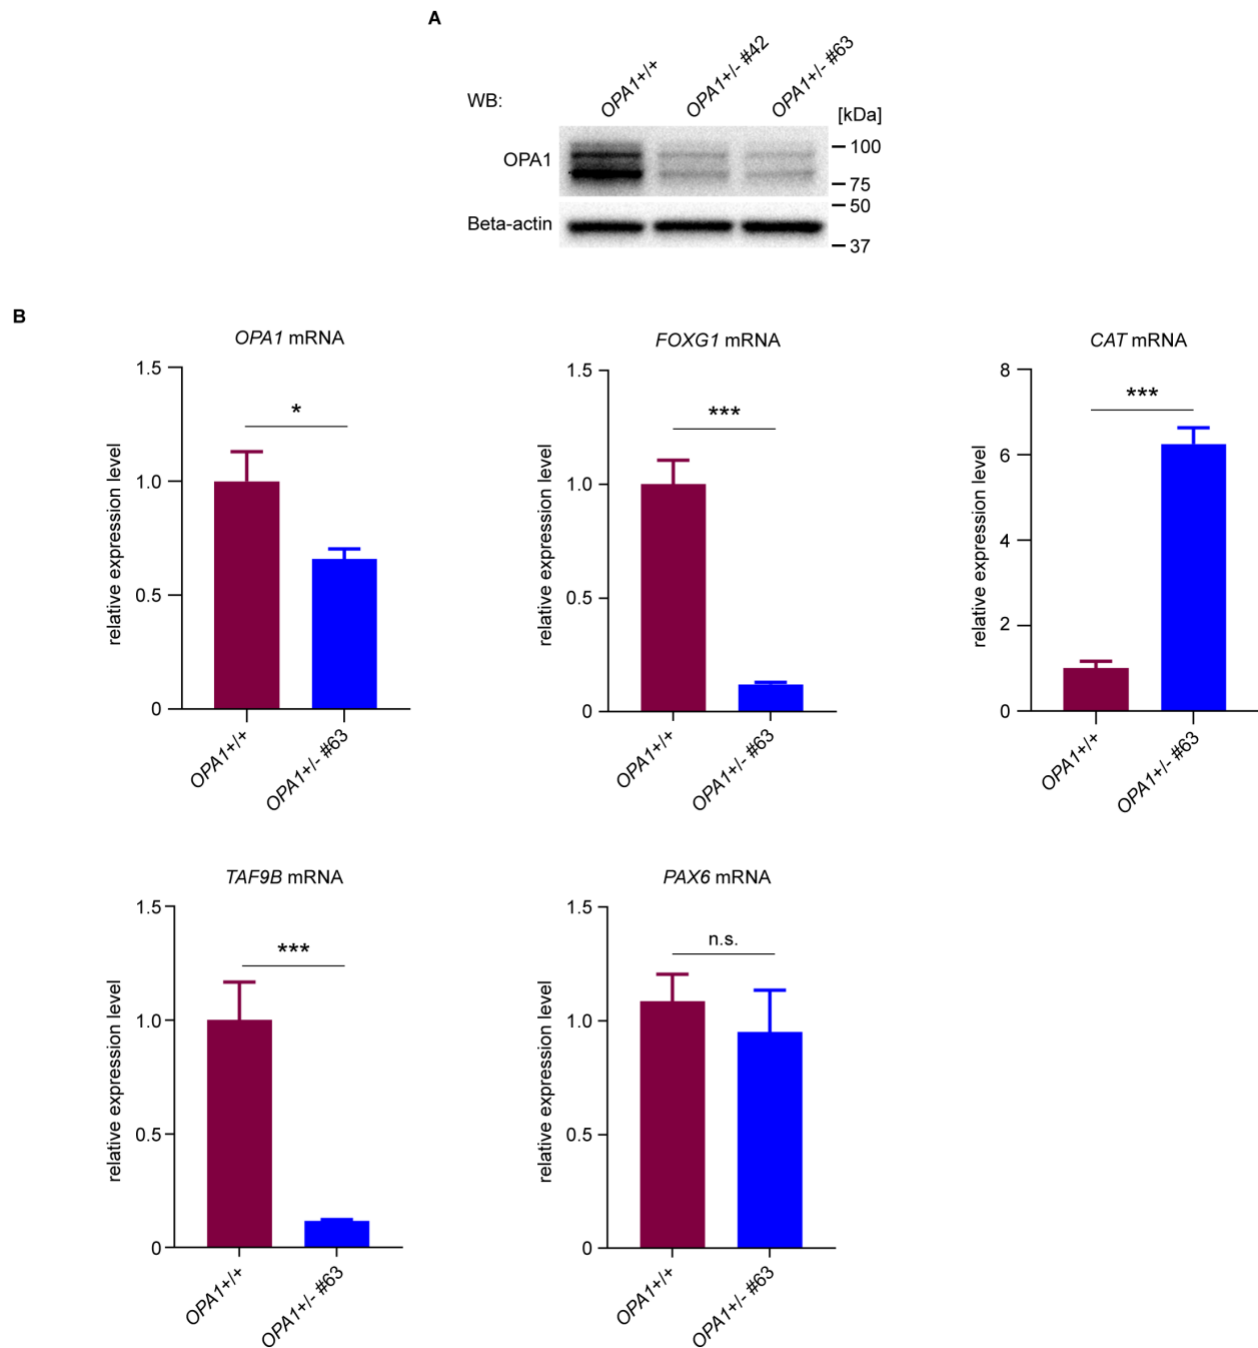 A
WB:
OPA1+/+
OPA1+/- #42
OPA1+/- #63
[kDa]
OPA1
100
75
Beta-actin
50
37
B
OPA1 mRNA
relative expression level
1.5
1.0
0.5
0
*
OPA1+/+
OPA1+/- #63
FOXG1 mRNA
relative expression level
1.5
1.0
0.5
0
***
OPA1+/+
OPA1+/- #63
CAT mRNA
relative expression level
8
6
4
2
0
***
OPA1+/+
OPA1+/- #63
TAF9B mRNA
relative expression level
1.5
1.0
0.5
0
***
OPA1+/+
OPA1+/- #63
PAX6 mRNA
relative expression level
1.5
1.0
0.5
0
n.s.
OPA1+/+
OPA1+/- #63